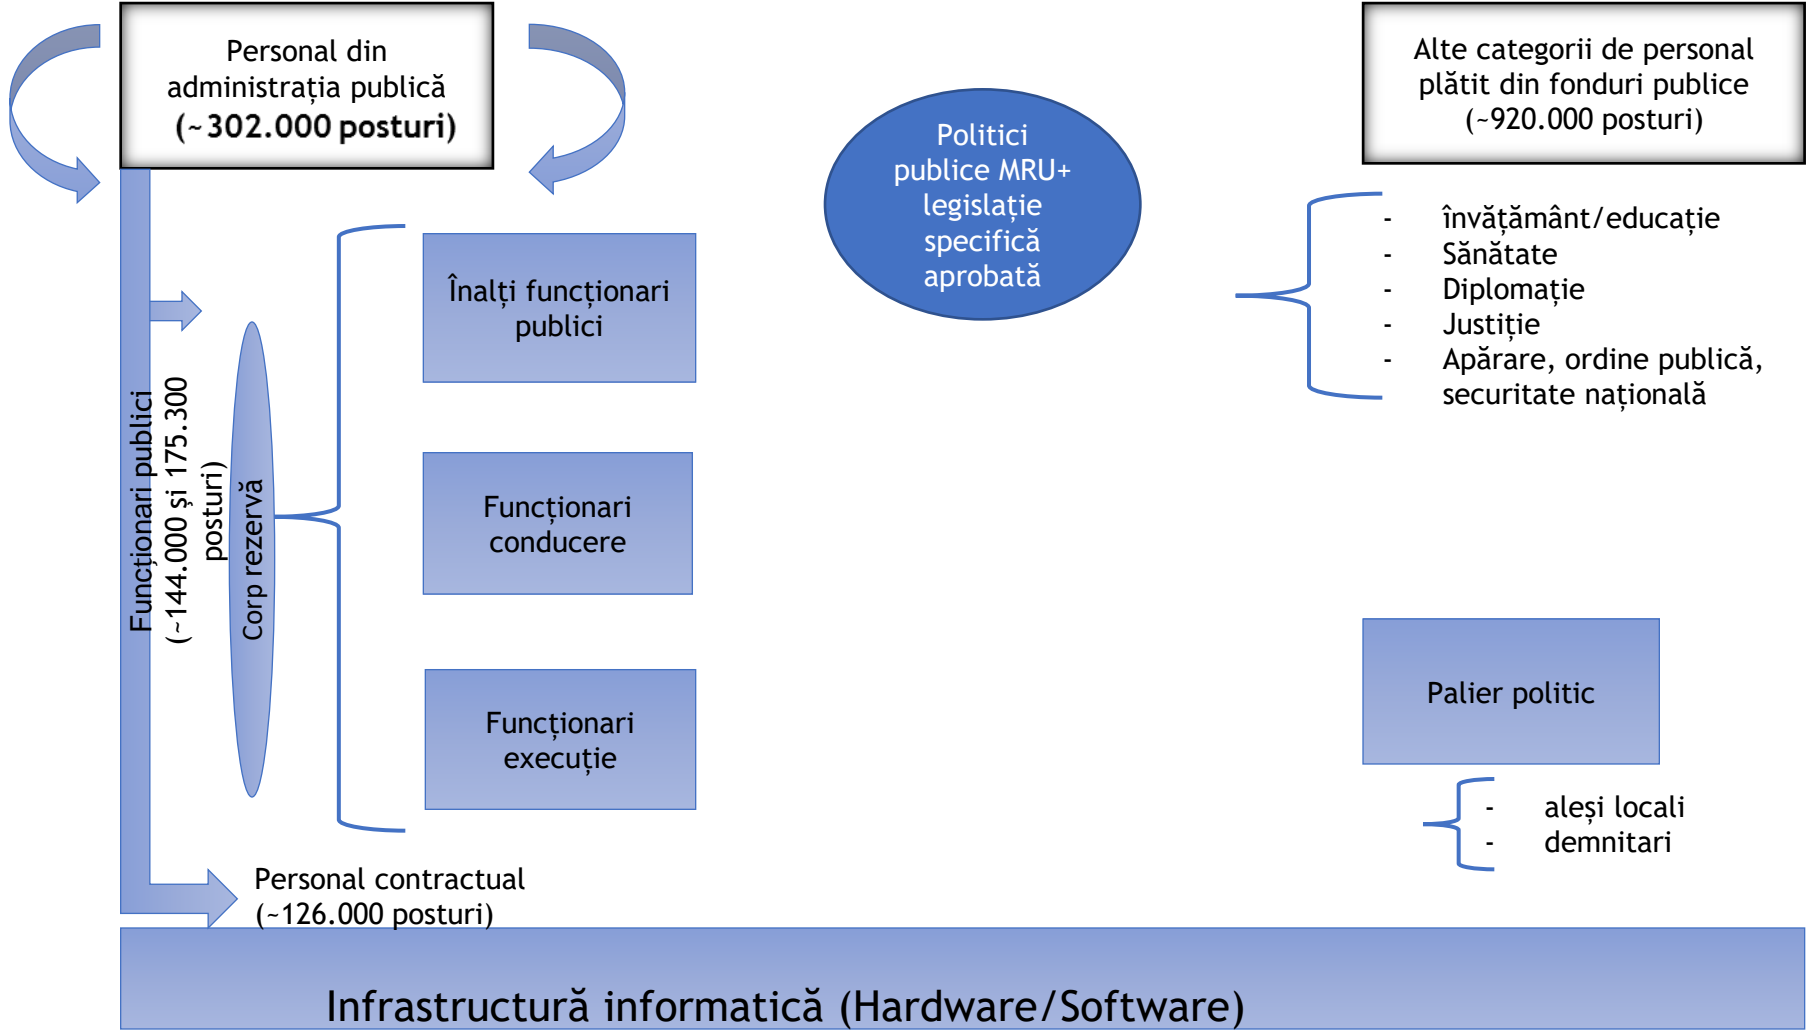 Personal din
administrația publică
(~302.000 posturi)
Alte categorii de personal
plătit din fonduri publice
(~920.000 posturi)
Politici
publice MRU+
legislație
specifică
aprobată
- învățământ/educație
- Sănătate
- Diplomație
- Justiție
- Apărare, ordine publică,
securitate națională
Înalți funcționari
publici
Funcționari publici
(~144.000 și 175.300
posturi)
Corp rezervă
Funcționari
conducere
Funcționari
execuție
Palier politic
- aleși locali
- demnitari
Personal contractual
(~126.000 posturi)
Infrastructură informatică (Hardware/Software)